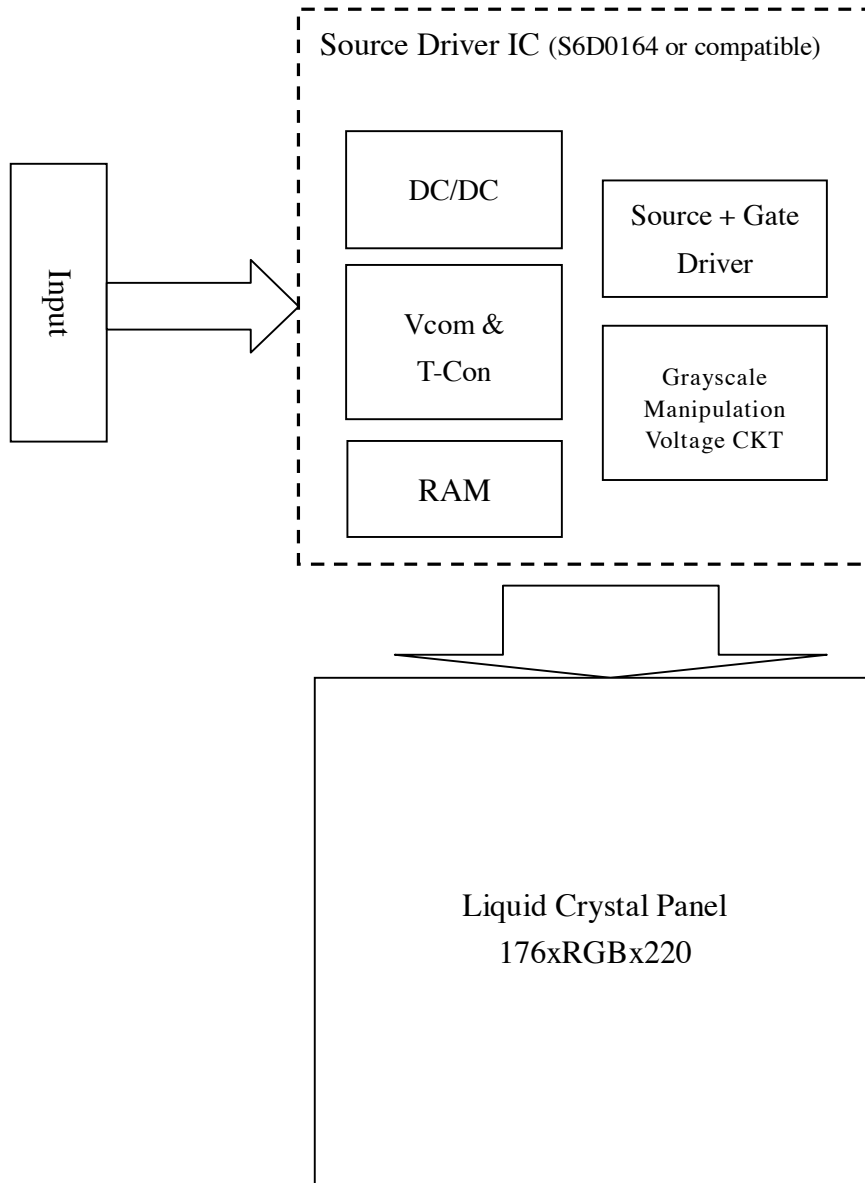 Source Driver IC (S6D0164 or compatible)
DC/DC
Source + Gate
Driver
Input
Vcom &
T-Con
Grayscale
Manipulation
Voltage CKT
RAM
Liquid Crystal Panel
176xRGBx220